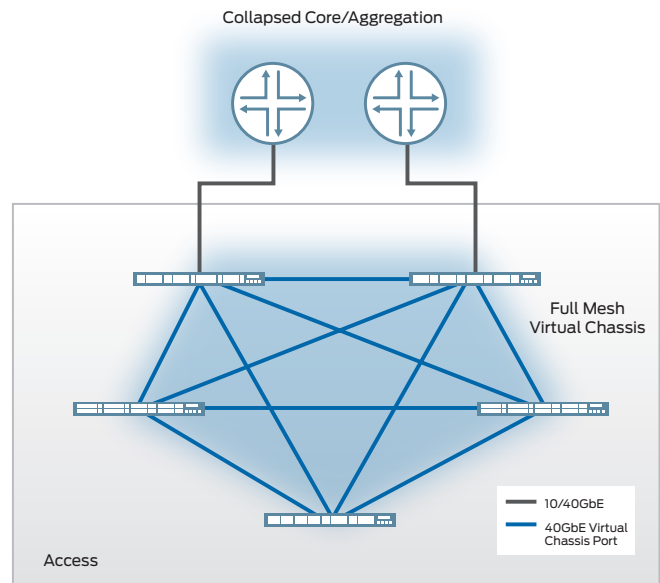 Collapsed Core/Aggregation
Full Mesh
Virtual Chassis
10/40GbE
40GbE Virtual
Chassis Port
Access